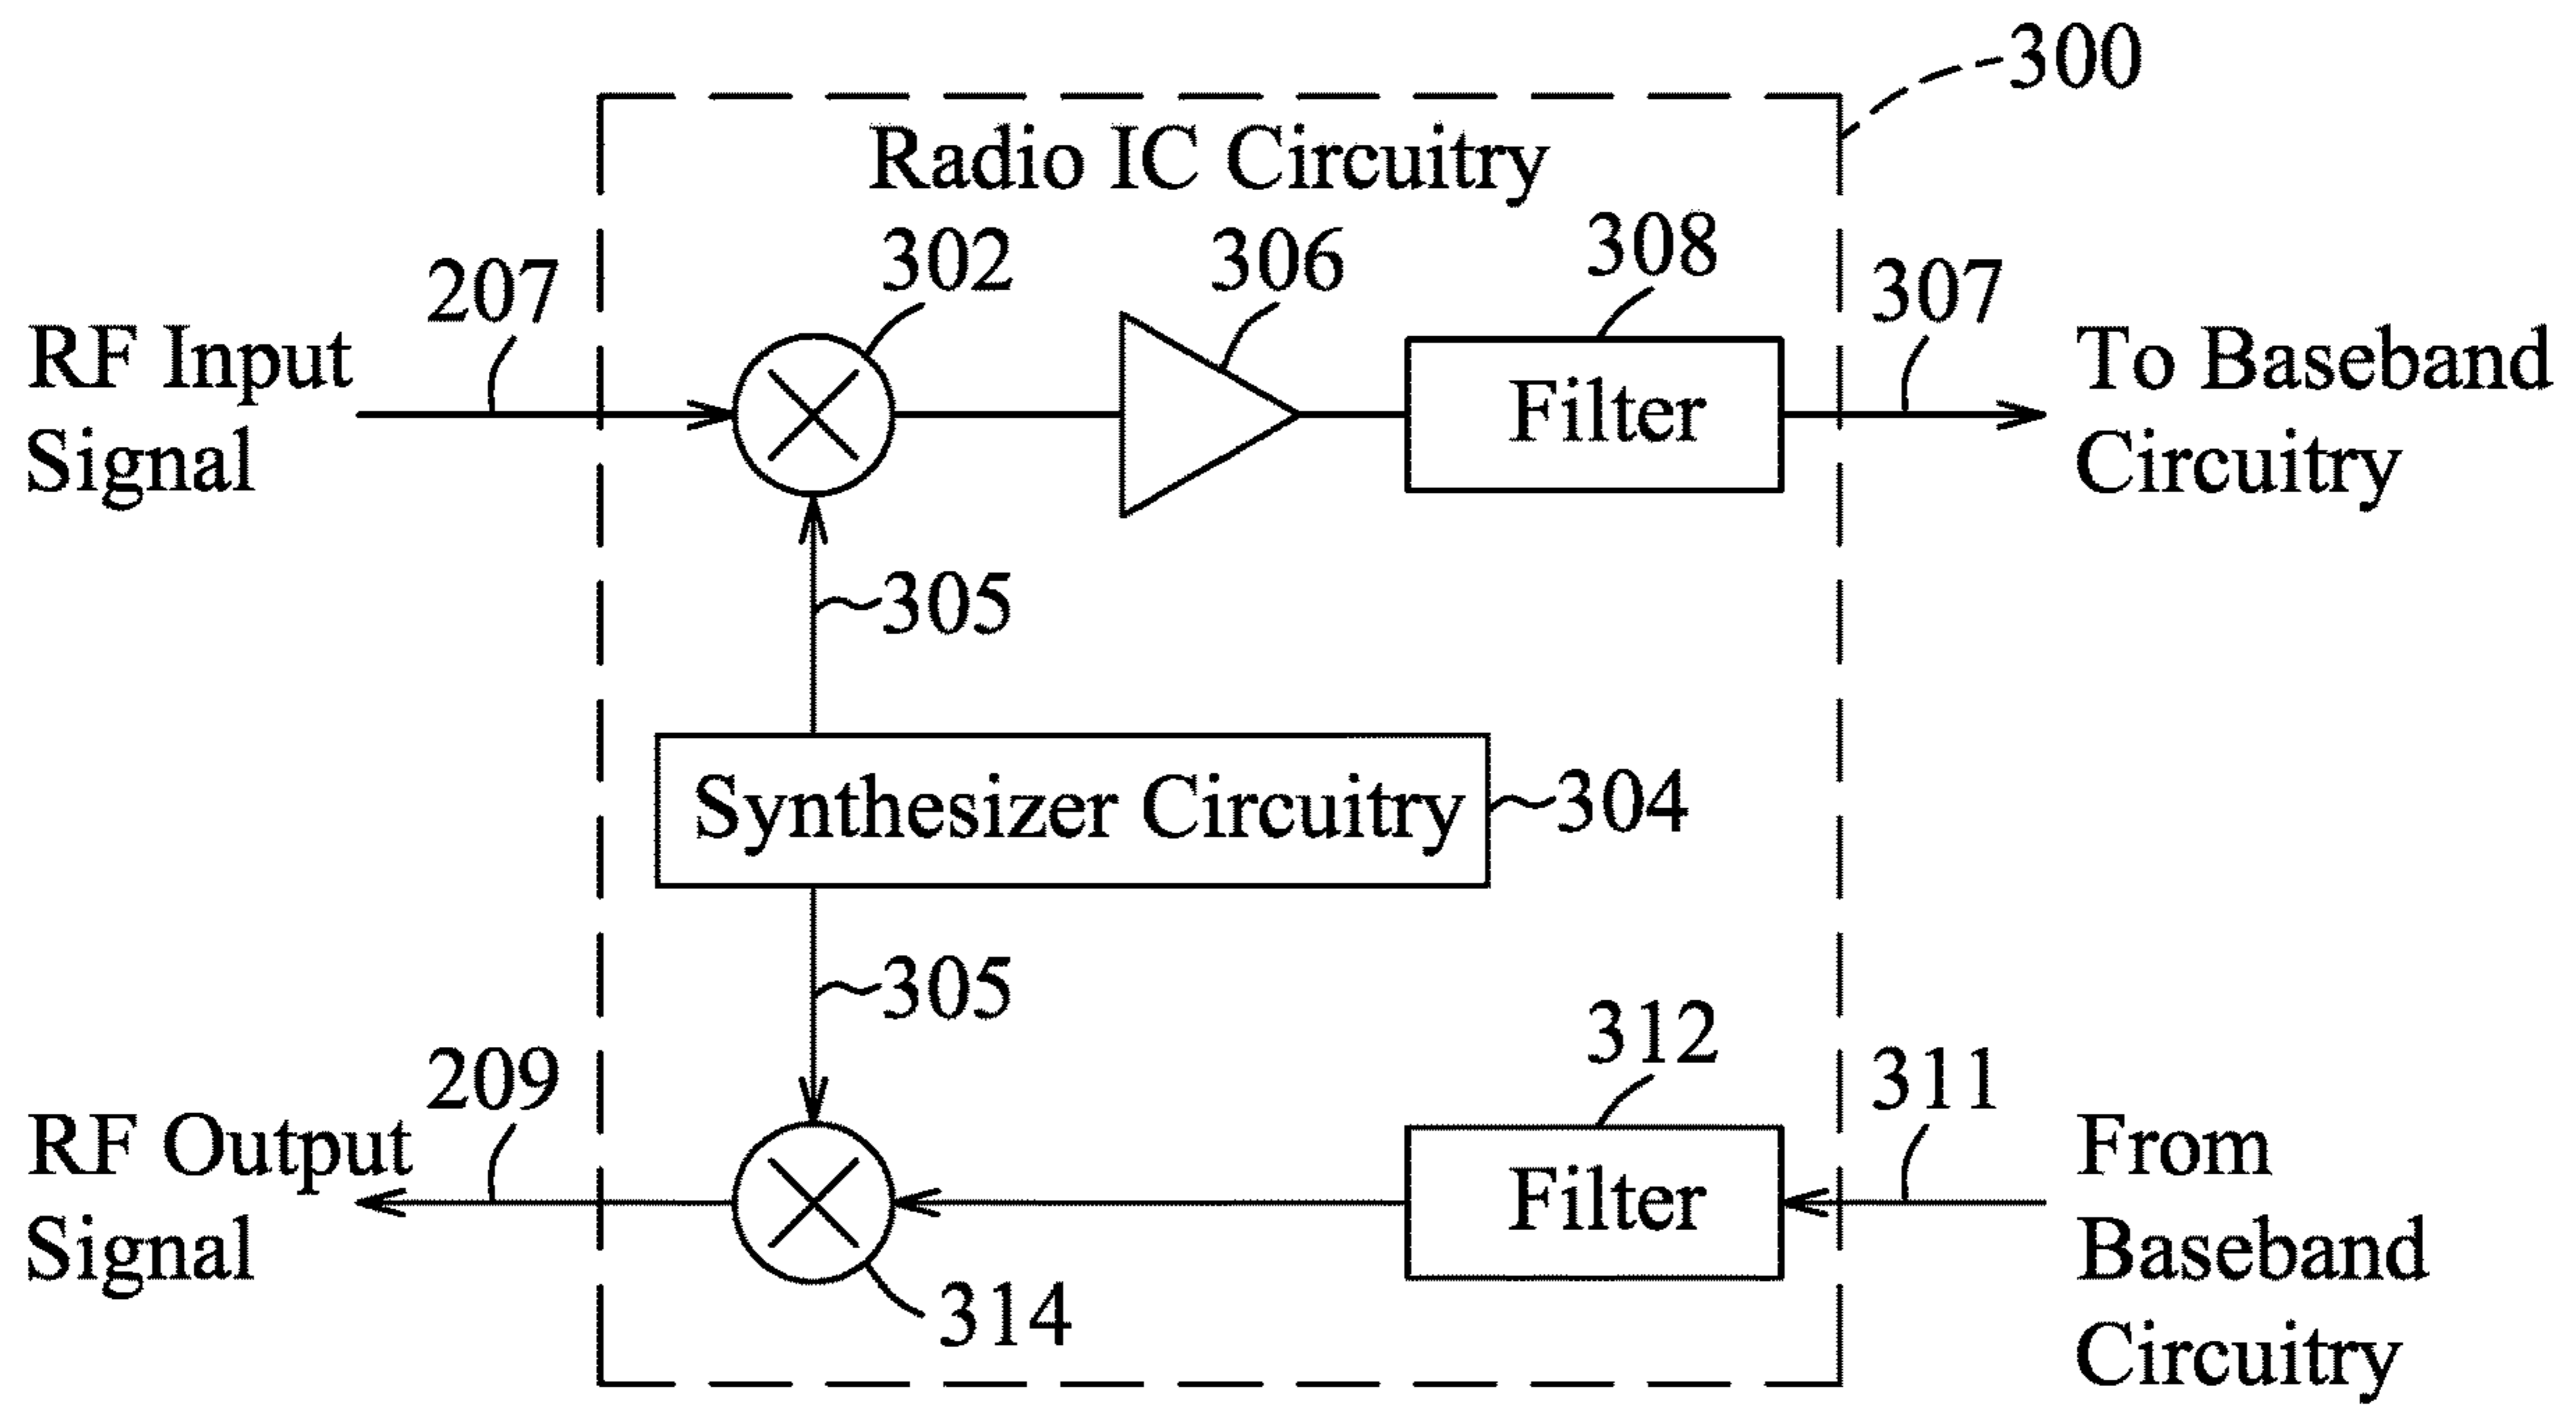 300
Radio IC Circuitry
302
306
308
207
307
RF Input
Signal
Filter
To Baseband
Circuitry
305
Synthesizer Circuitry
304
305
312
209
311
RF Output
Signal
Filter
From
Baseband
Circuitry
314